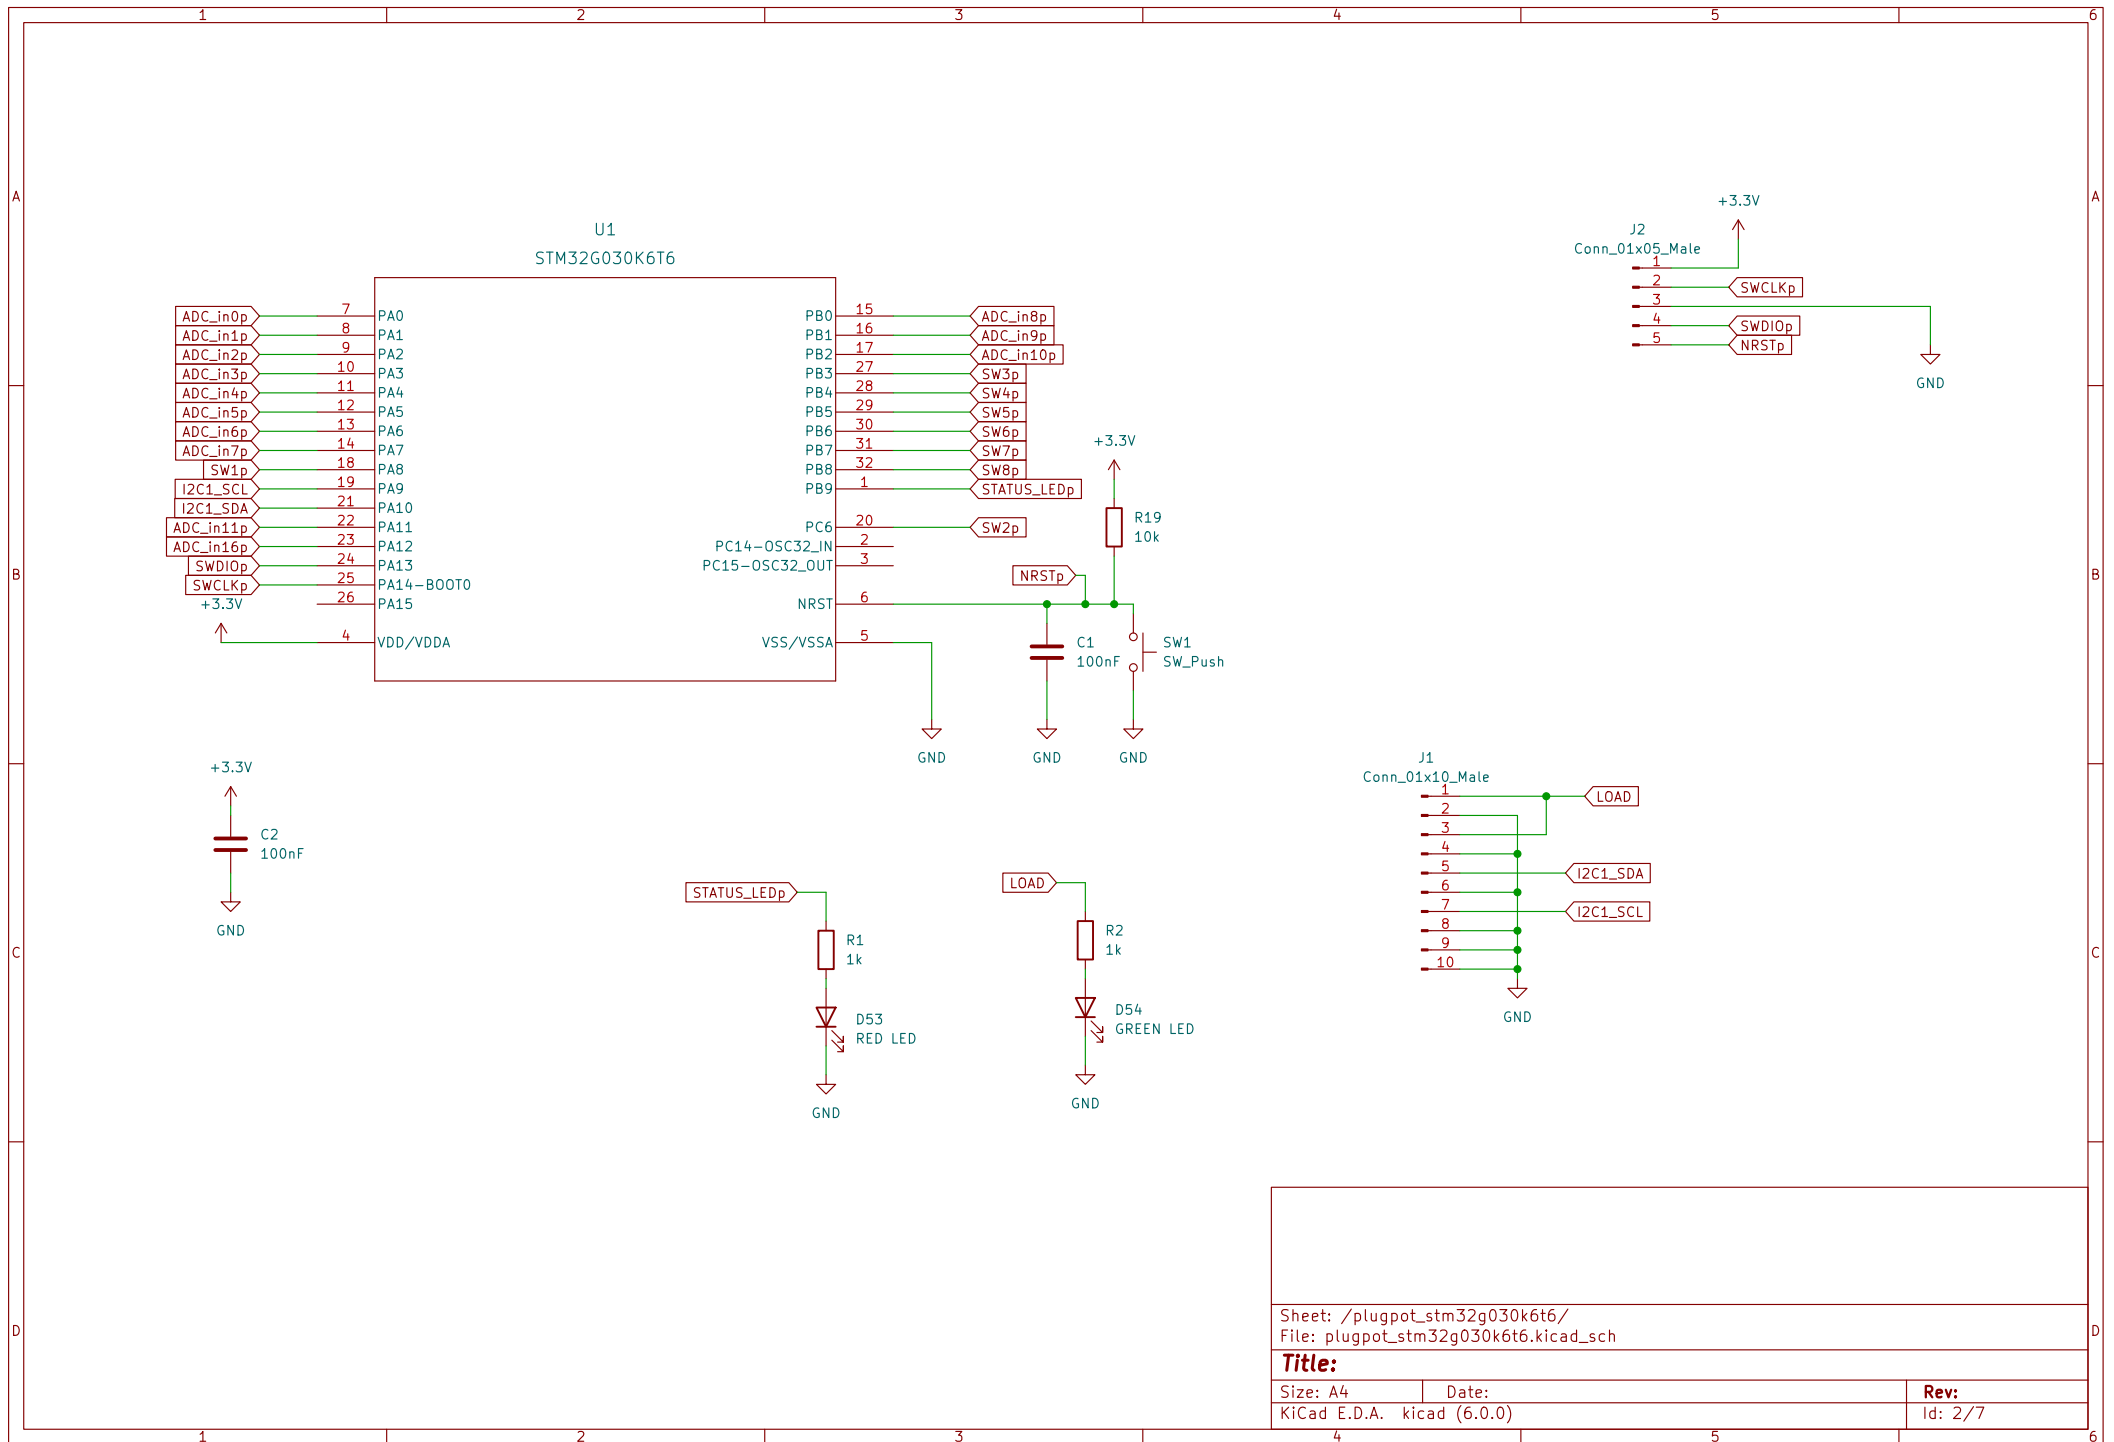 1 2 3 4 5 6
A
A
U1
STM32G030K6T6
ADC_in0p 7 PA0
ADC_in1p 8 PA1
ADC_in2p 9 PA2
ADC_in3p 10 PA3
ADC_in4p 11 PA4
ADC_in5p 12 PA5
ADC_in6p 13 PA6
ADC_in7p 14 PA7
SW1p 18 PA8
I2C1_SCL 19 PA9
I2C1_SDA 21 PA10
ADC_in11p 22 PA11
ADC_in16p 23 PA12
SWDIOp 24 PA13
SWCLKp 25 PA14-BOOT0
26 PA15
+3.3V
4 VDD/VDDA
PB0 15 ADC_in8p
PB1 16 ADC_in9p
PB2 17 ADC_in10p
PB3 27 SW3p
PB4 28 SW4p
PB5 29 SW5p
PB6 30 SW6p
PB7 31 SW7p
PB8 32 SW8p
PB9 1 STATUS_LEDp
PC6 20 SW2p
PC14-OSC32_IN 2
PC15-OSC32_OUT 3
NRST 6
VSS/VSSA 5
GND
+3.3V
R19
10k
NRSTp
C1
100nF
GND
SW1
SW_Push
GND
+3.3V
J2
Conn_01x05_Male
1
2 SWCLKp
3
4 SWDIOp
5 NRSTp
GND
B
B
+3.3V
C2
100nF
GND
STATUS_LEDp
R1
1k
D53
RED LED
GND
LOAD
R2
1k
D54
GREEN LED
GND
J1
Conn_01x10_Male
1 LOAD
2
3
4
5 I2C1_SDA
6
7 I2C1_SCL
8
9
10
GND
C
C
D
D
Sheet: /plugpot_stm32g030k6t6/
File: plugpot_stm32g030k6t6.kicad_sch
Title:
Size: A4 Date: Rev:
KiCad E.D.A. kicad (6.0.0) Id: 2/7
1 2 3 4 5 6